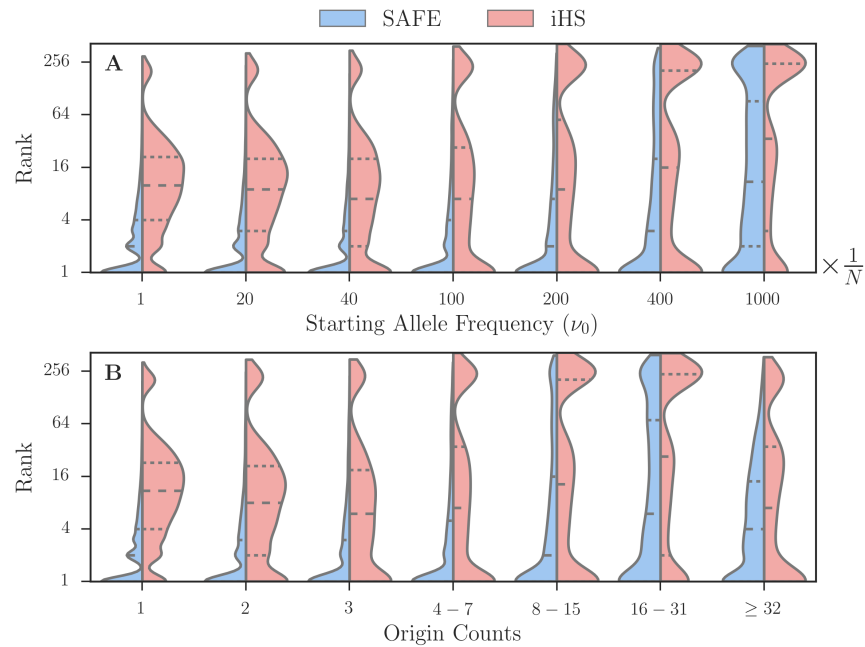 SAFE iHS
A
Rank
256
64
16
4
1
1 20 40 100 200 400 1000
× 1/N
Starting Allele Frequency (ν₀)
B
Rank
256
64
16
4
1
1 2 3 4 − 7 8 − 15 16 − 31 ≥ 32
Origin Counts